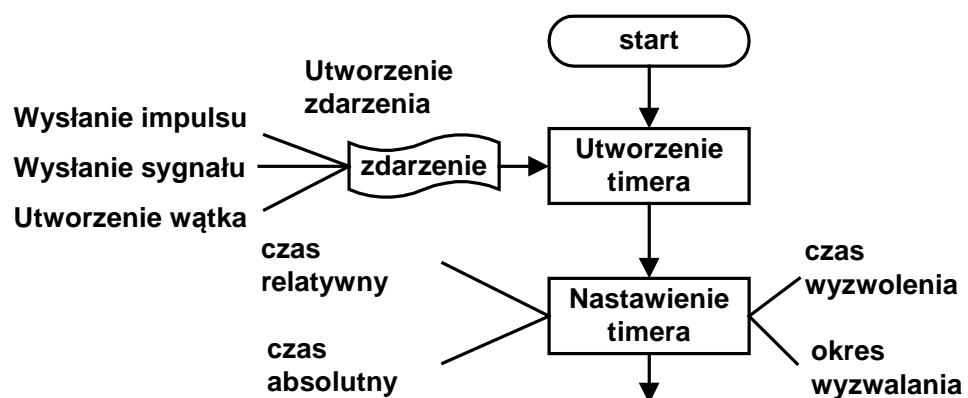 start
Utworzenie
zdarzenia
Wysłanie impulsu
Wysłanie sygnału
Utworzenie wątka
zdarzenie
Utworzenie
timera
czas
relatywny
czas
absolutny
Nastawienie
timera
czas
wyzwolenia
okres
wyzwalania